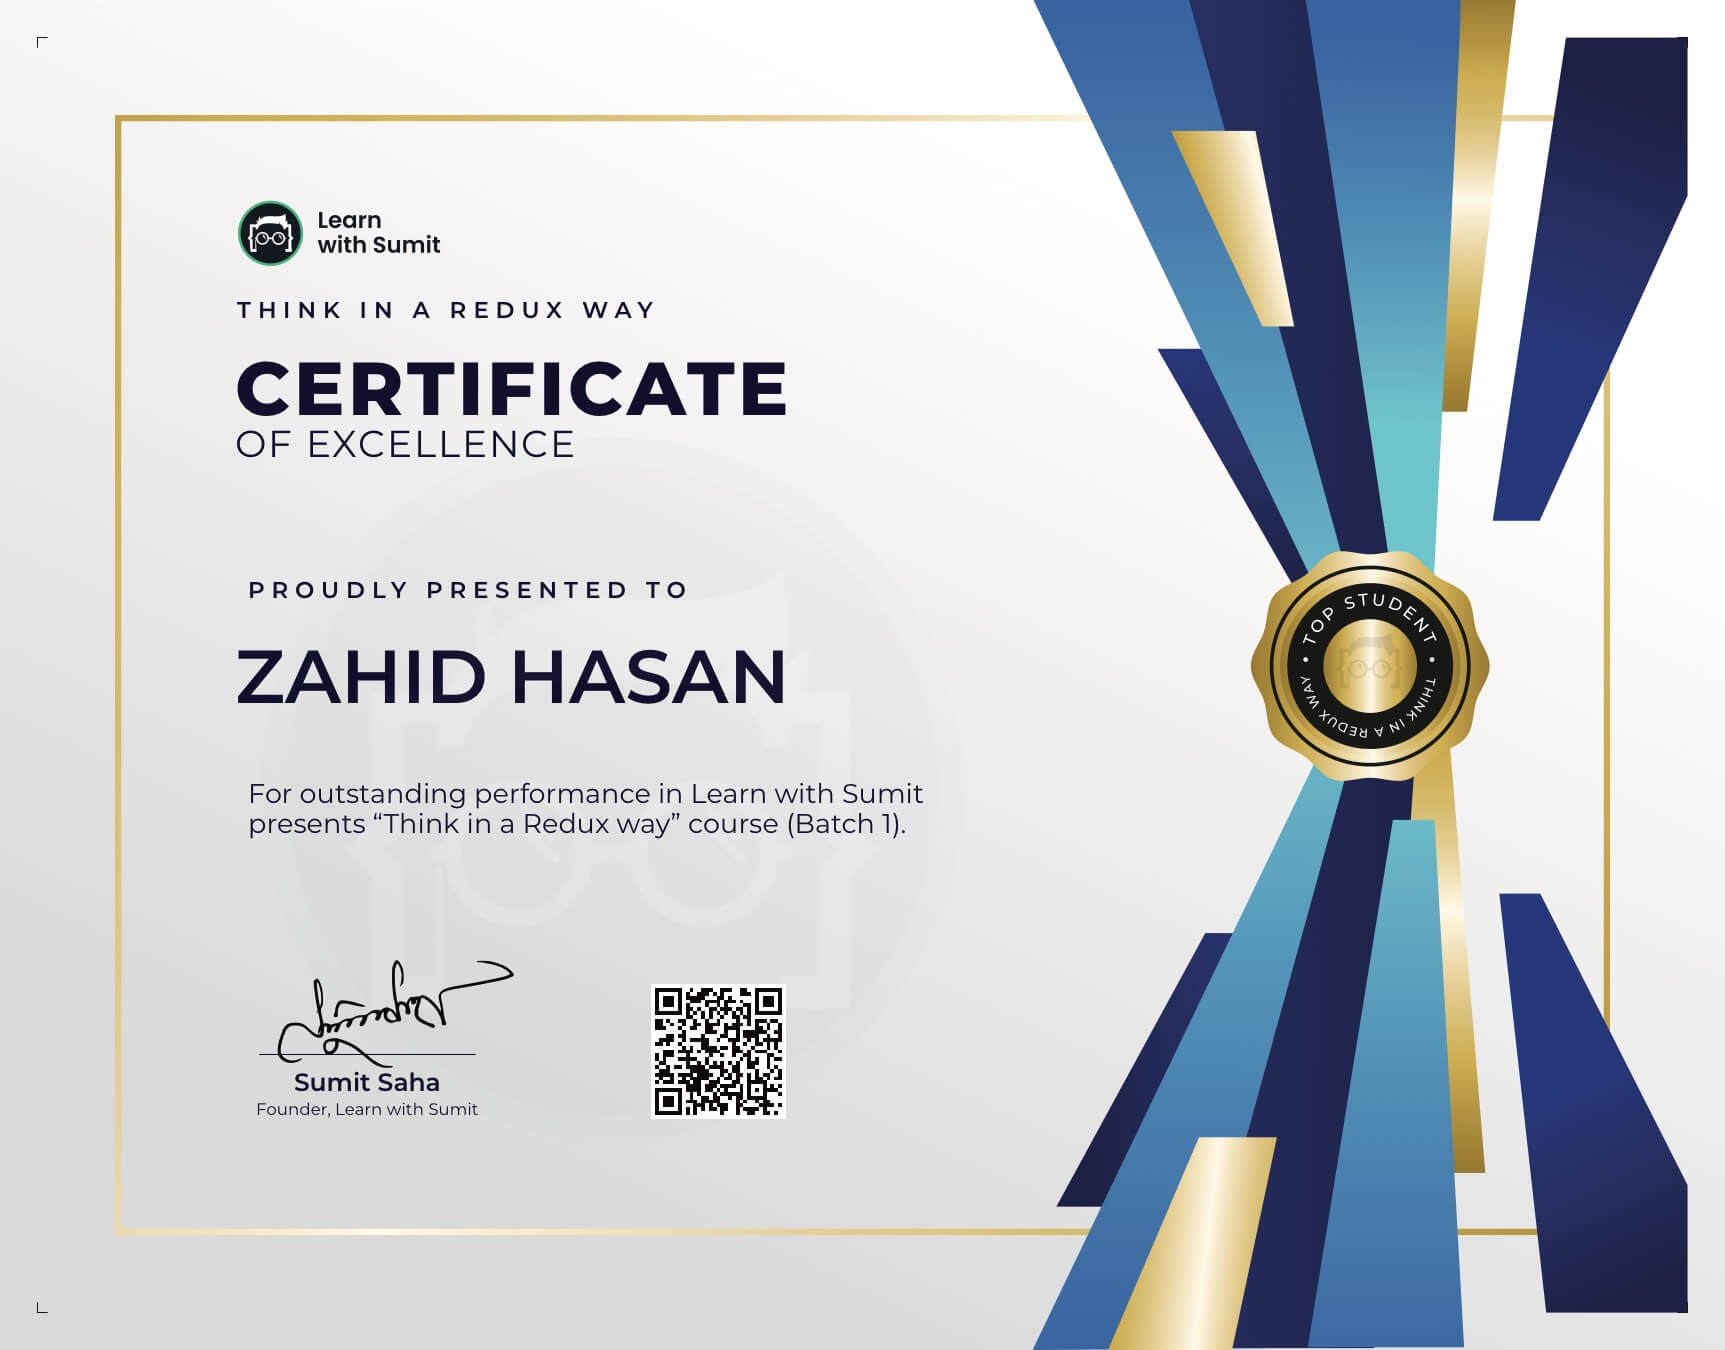 Learn
with Sumit
THINK IN A REDUX WAY
CERTIFICATE
OF EXCELLENCE
PROUDLY PRESENTED TO
ZAHID HASAN
For outstanding performance in Learn with Sumit
presents “Think in a Redux way” course (Batch 1).
Sumit Saha
Founder, Learn with Sumit
• TOP STUDENT •
THINK IN A REDUX WAY